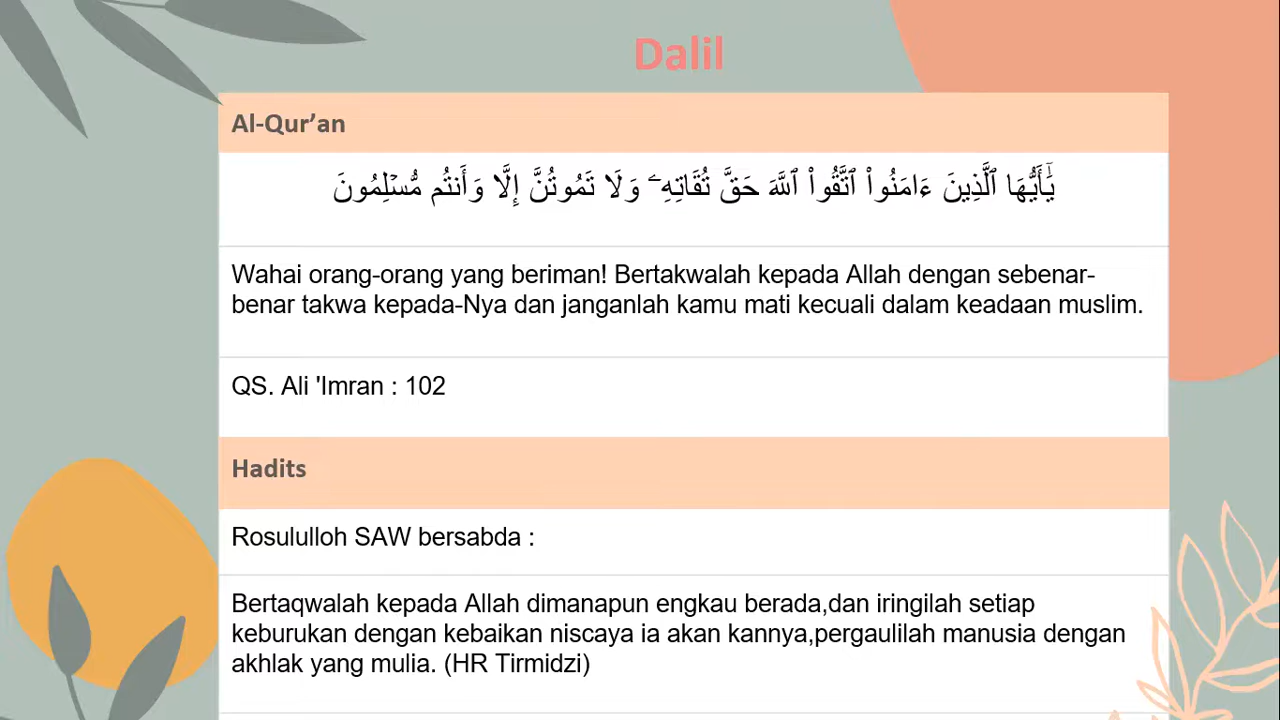 Dalil
Al-Qur’an
يَٰٓأَيُّهَا ٱلَّذِينَ ءَامَنُوا۟ ٱتَّقُوا۟ ٱللَّهَ حَقَّ تُقَاتِهِۦ وَلَا تَمُوتُنَّ إِلَّا وَأَنتُم مُّسْلِمُونَ
Wahai orang-orang yang beriman! Bertakwalah kepada Allah dengan sebenar-
benar takwa kepada-Nya dan janganlah kamu mati kecuali dalam keadaan muslim.
QS. Ali 'Imran : 102
Hadits
Rosululloh SAW bersabda :
Bertaqwalah kepada Allah dimanapun engkau berada,dan iringilah setiap
keburukan dengan kebaikan niscaya ia akan kannya,pergaulilah manusia dengan
akhlak yang mulia. (HR Tirmidzi)